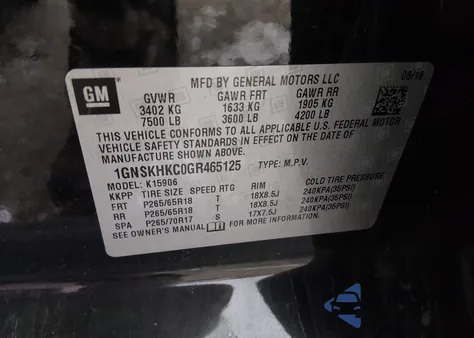 GM
MFD BY GENERAL MOTORS LLC
08/16
GVWR GAWR FRT GAWR RR
3402 KG 1633 KG 1905 KG
7500 LB 3600 LB 4200 LB
THIS VEHICLE CONFORMS TO ALL APPLICABLE U.S. FEDERAL MOTOR
VEHICLE SAFETY STANDARDS IN EFFECT ON THE DATE OF
MANUFACTURE SHOWN ABOVE.
1GNSKHKC0GR465125 TYPE: M.P.V.
MODEL: K15906
KKPP TIRE SIZE SPEED RTG RIM COLD TIRE PRESSURE
FRT P265/65R18 T 18X8.5J 240KPA(35PSI)
RR P265/65R18 T 18X8.5J 240KPA(35PSI)
SPA P265/70R17 S 17X7.5J 240KPA(35PSI)
SEE OWNER'S MANUAL FOR MORE INFORMATION.